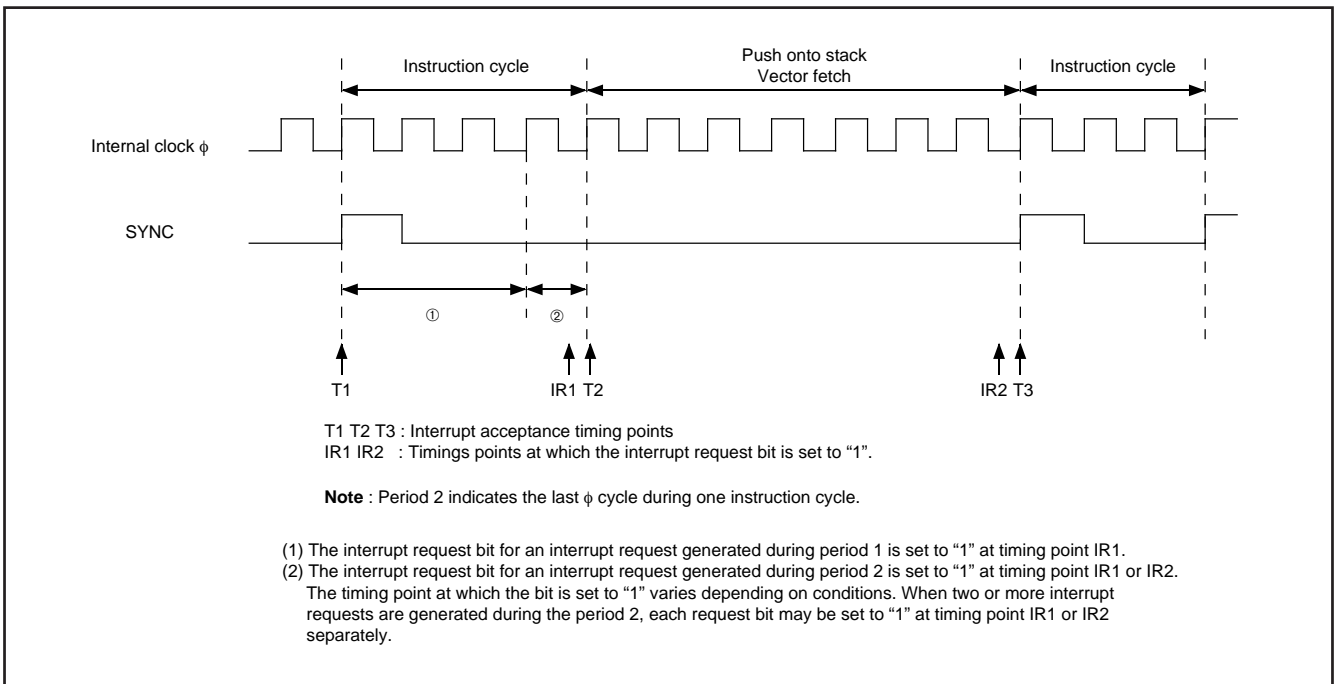 Instruction cycle
Push onto stack
Vector fetch
Instruction cycle
Internal clock ϕ
SYNC
①
②
T1
IR1 T2
IR2 T3
T1 T2 T3 : Interrupt acceptance timing points
IR1 IR2 : Timings points at which the interrupt request bit is set to “1”.
Note : Period 2 indicates the last ϕ cycle during one instruction cycle.
(1) The interrupt request bit for an interrupt request generated during period 1 is set to “1” at timing point IR1.
(2) The interrupt request bit for an interrupt request generated during period 2 is set to “1” at timing point IR1 or IR2.
The timing point at which the bit is set to “1” varies depending on conditions. When two or more interrupt
requests are generated during the period 2, each request bit may be set to “1” at timing point IR1 or IR2
separately.